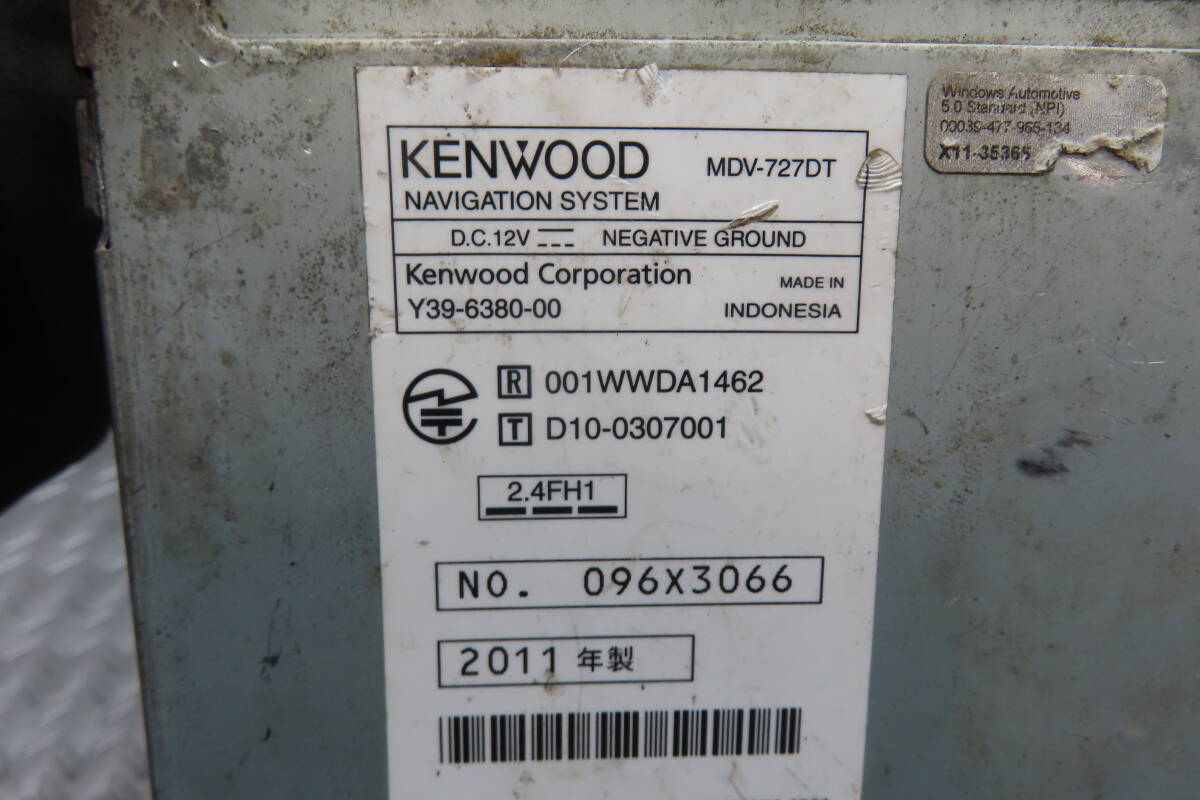 KENWOOD MDV-727DT
NAVIGATION SYSTEM
D.C.12V NEGATIVE GROUND
Kenwood Corporation MADE IN
Y39-6380-00 INDONESIA
R 001WWDA1462
T D10-0307001
2.4FH1
NO. 096X3066
2011 年製
Windows Automotive
5.0 Standard (NPI)
00039-477-965-134
X11-35365